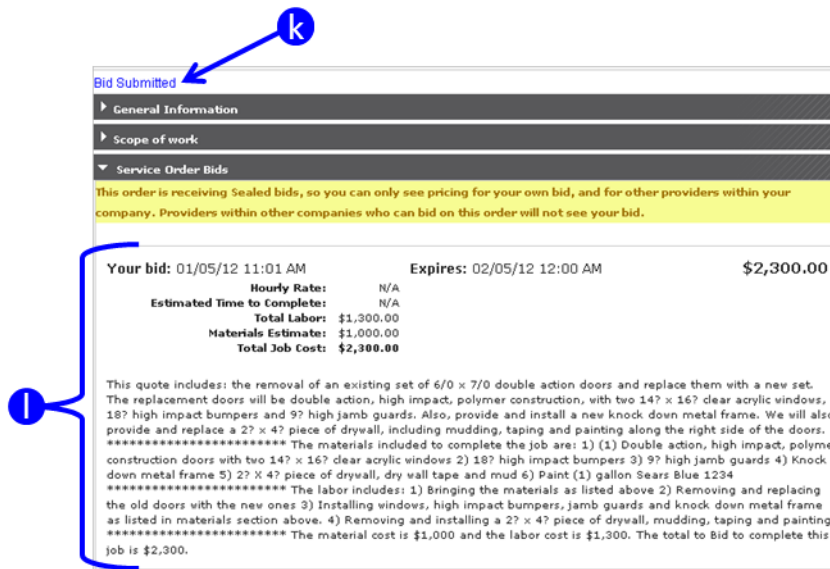 k
Bid Submitted
General Information
Scope of work
Service Order Bids
This order is receiving Sealed bids, so you can only see pricing for your own bid, and for other providers within your
company. Providers within other companies who can bid on this order will not see your bid.
Your bid: 01/05/12 11:01 AM Expires: 02/05/12 12:00 AM $2,300.00
Hourly Rate: N/A
Estimated Time to Complete: N/A
Total Labor: $1,300.00
Materials Estimate: $1,000.00
Total Job Cost: $2,300.00
l
This quote includes: the removal of an existing set of 6/0 x 7/0 double action doors and replace them with a new set.
The replacement doors will be double action, high impact, polymer construction, with two 14? x 16? clear acrylic windows,
18? high impact bumpers and 9? high jamb guards. Also, provide and install a new knock down metal frame. We will also
provide and replace a 2? x 4? piece of drywall, including mudding, taping and painting along the right side of the doors.
************************ The materials included to complete the job are: 1) (1) Double action, high impact, polyme
construction doors with two 14? x 16? clear acrylic windows 2) 18? high impact bumpers 3) 9? high jamb guards 4) Knock
down metal frame 5) 2? X 4? piece of drywall, dry wall tape and mud 6) Paint (1) gallon Sears Blue 1234
************************ The labor includes: 1) Bringing the materials as listed above 2) Removing and replacing
the old doors with the new ones 3) Installing windows, high impact bumpers, jamb guards and knock down metal frame
as listed in materials section above. 4) Removing and installing a 2? x 4? piece of drywall, mudding, taping and painting
************************ The material cost is $1,000 and the labor cost is $1,300. The total to Bid to complete this
job is $2,300.